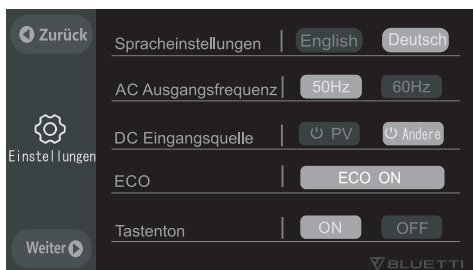 Zurück
Einstellungen
Weiter
Spracheinstellungen | English Deutsch
AC Ausgangsfrequenz | 50Hz 60Hz
DC Eingangsquelle | PV Andere
ECO | ECO ON
Tastenton | ON OFF
BLUETTI